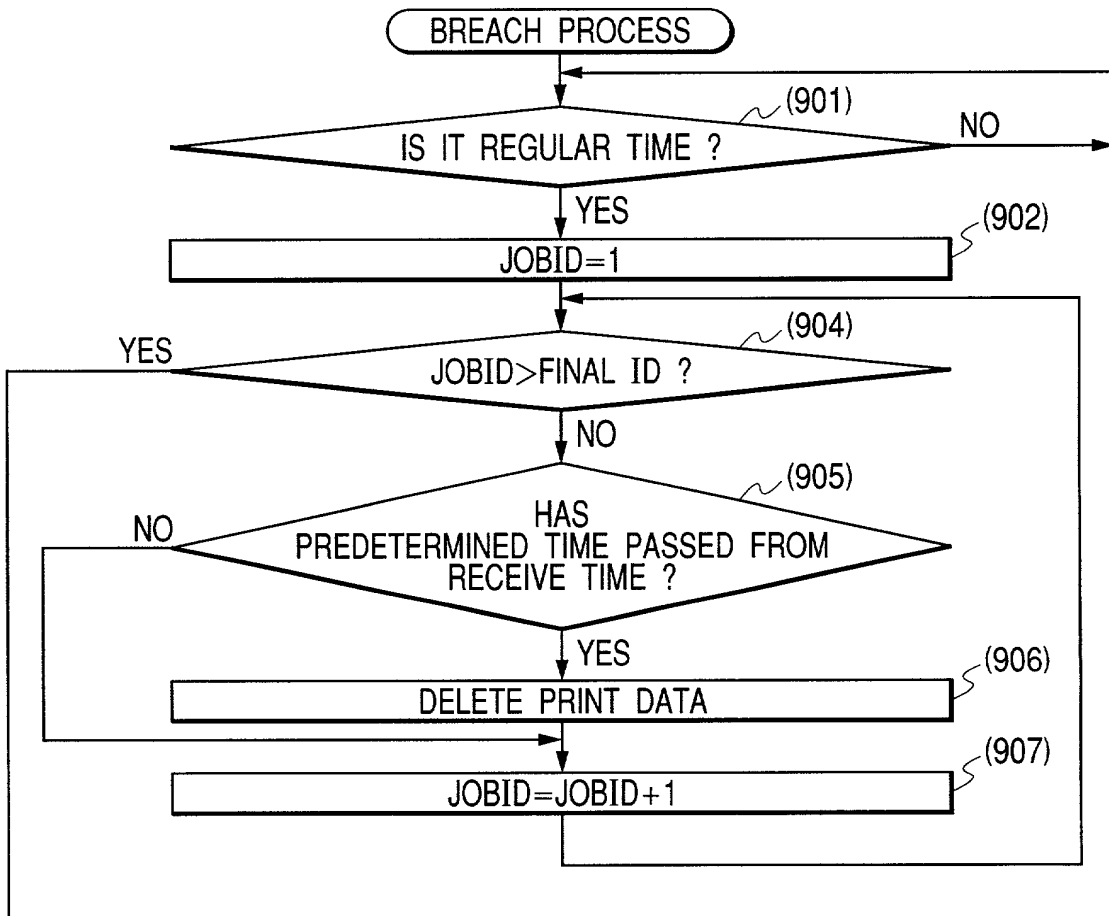 BREACH PROCESS
(901)
IS IT REGULAR TIME ?
NO
YES
(902)
JOBID=1
(904)
YES
JOBID>FINAL ID ?
NO
(905)
HAS
NO
PREDETERMINED TIME PASSED FROM
RECEIVE TIME ?
YES
(906)
DELETE PRINT DATA
(907)
JOBID=JOBID+1